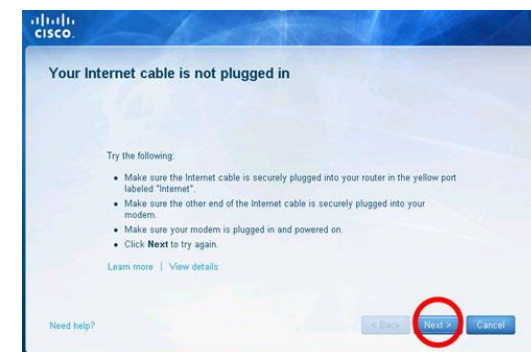 CISCO.
Your Internet cable is not plugged in
Try the following:
• Make sure the Internet cable is securely plugged into your router in the yellow port
labeled "Internet".
• Make sure the other end of the Internet cable is securely plugged into your
modem.
• Make sure your modem is plugged in and powered on.
• Click Next to try again.
Learn more | View details
Need help? < Back Next > Cancel